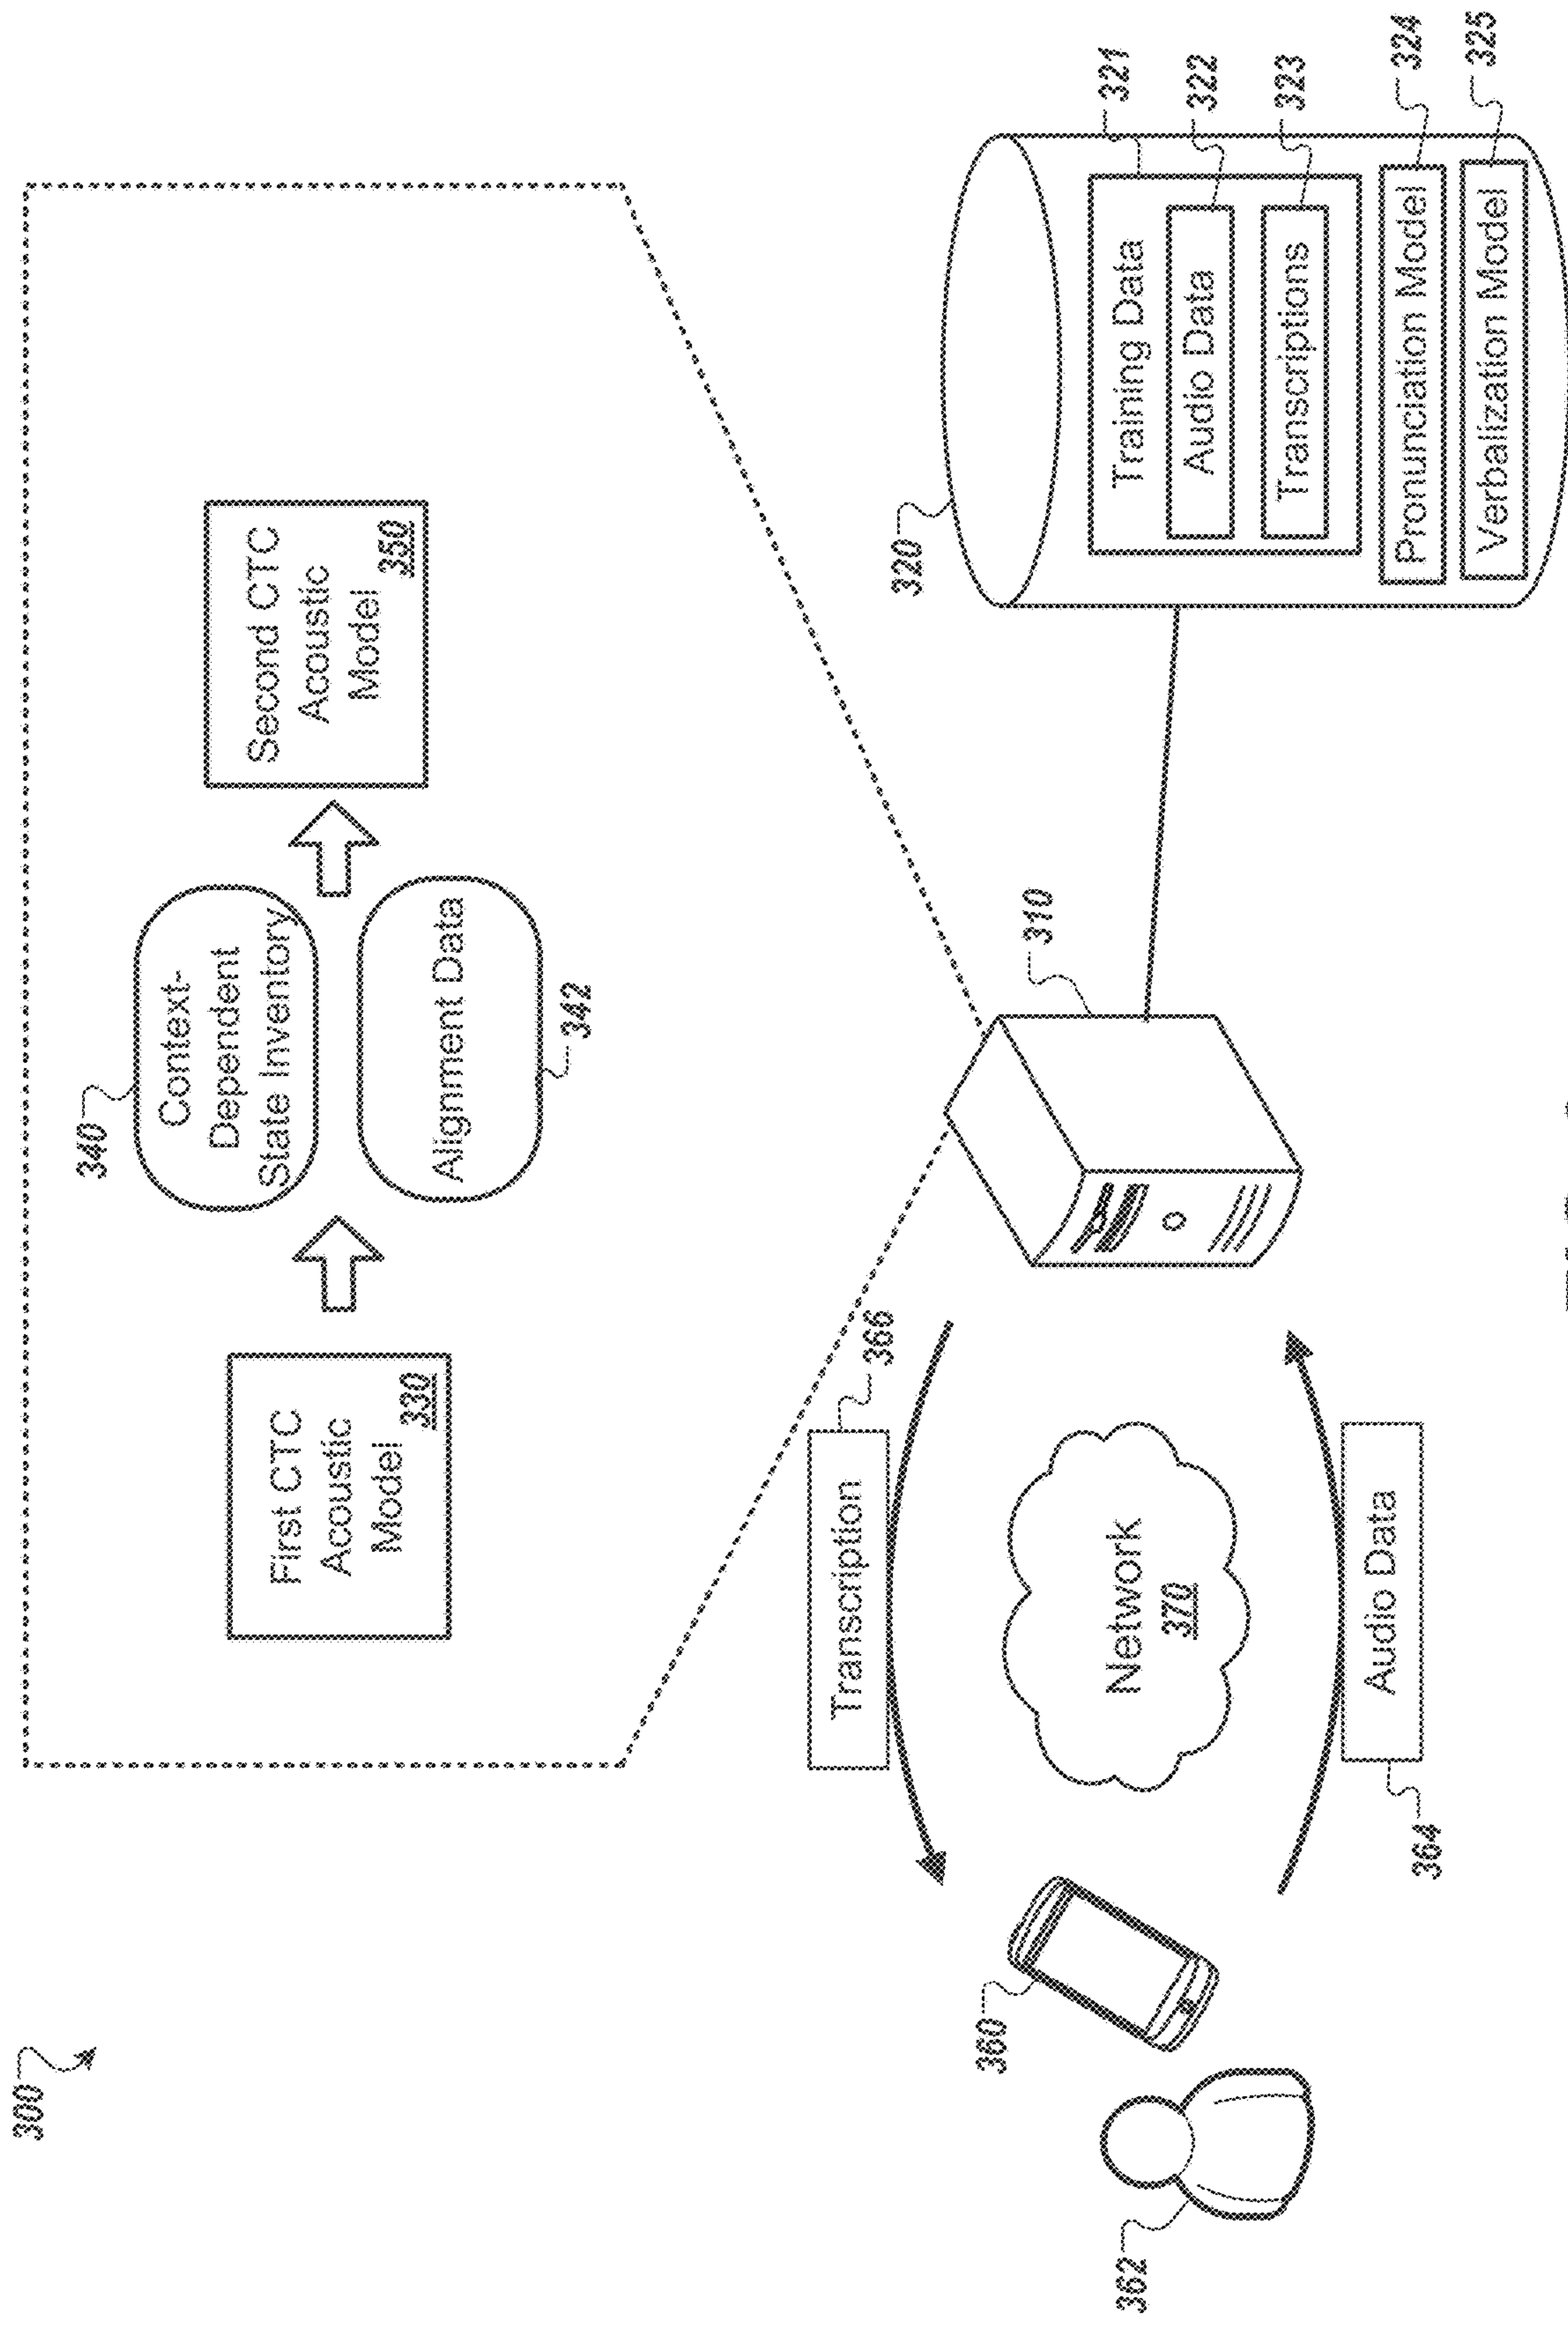 300
340
Context-
Dependent
State Inventory
First CTC
Acoustic
Model
330
Second CTC
Acoustic
Model
350
Alignment Data
342
Transcription
366
310
320
360
362
Network
370
Audio Data
364
Training Data
321
Audio Data
322
Transcriptions
323
Pronunciation Model
324
Verbalization Model
325